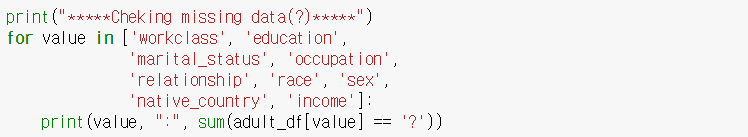 print("*****Cheking missing data(?)*****")
for value in ['workclass', 'education',
'marital_status', 'occupation',
'relationship', 'race', 'sex',
'native_country', 'income']:
print(value, ":", sum(adult_df[value] == '?'))